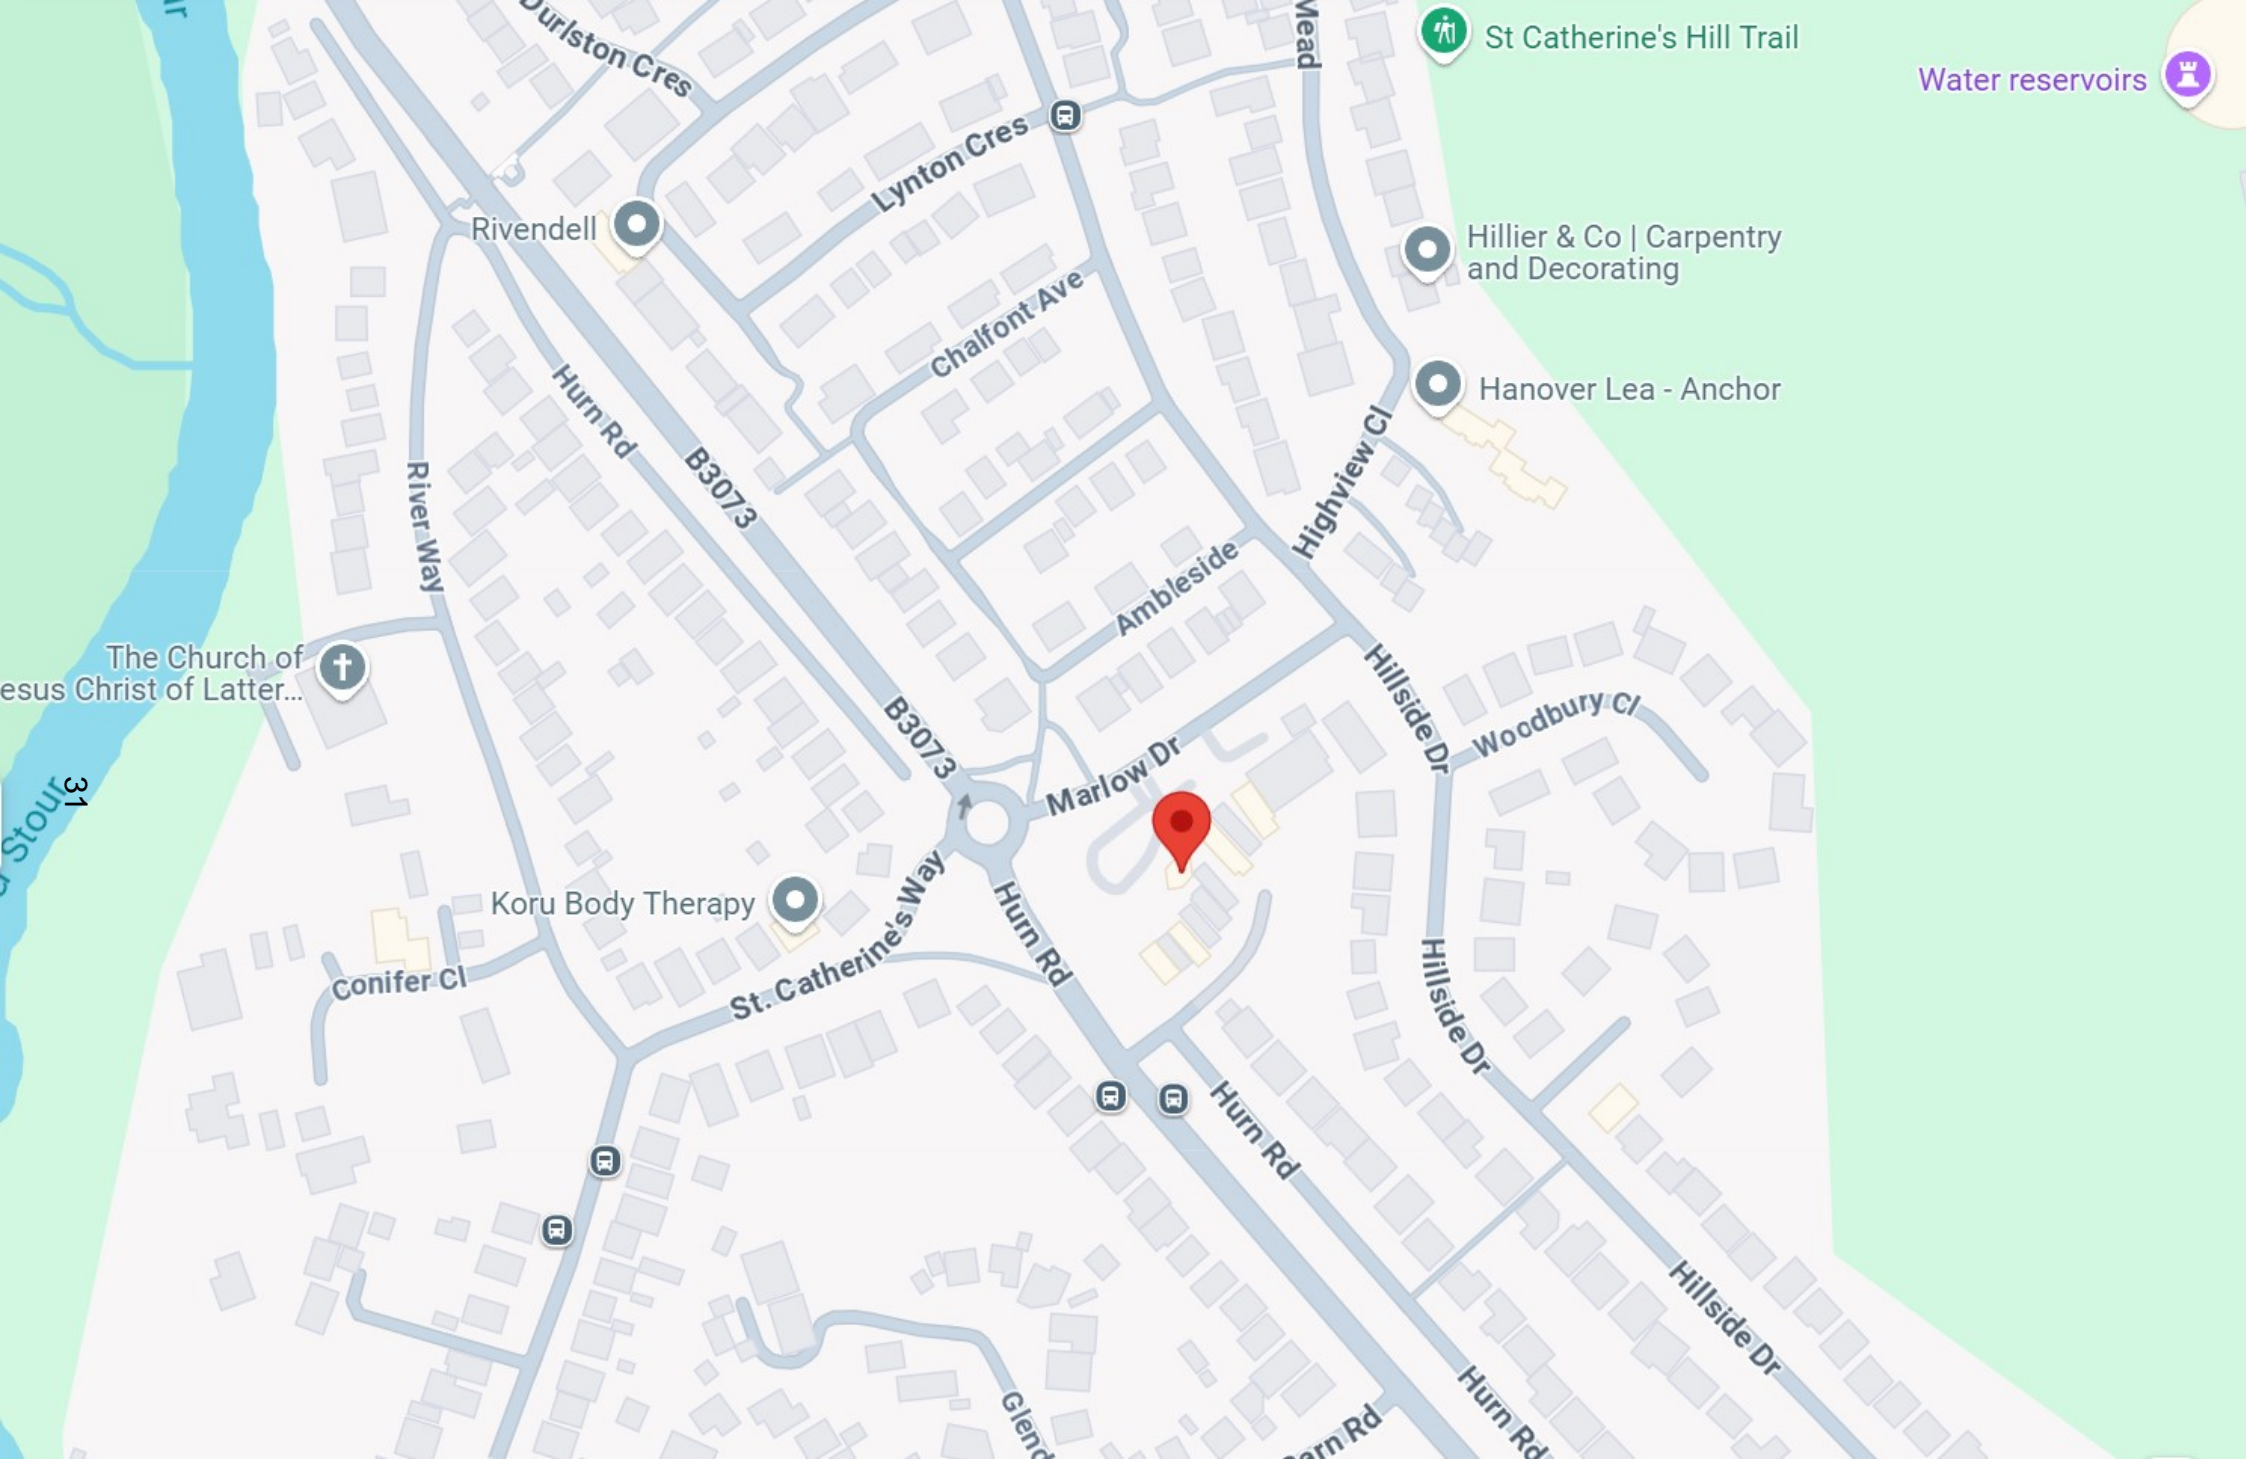 Durlston Cres
Mead
St Catherine's Hill Trail
Water reservoirs
Lynton Cres
Rivendell
Hillier & Co | Carpentry
and Decorating
Chalfont Ave
Hanover Lea - Anchor
Hurn Rd
B3073
Highview Cl
River Way
Ambleside
The Church of
esus Christ of Latter...
Hillside Dr
Woodbury Cl
B3073
Marlow Dr
31
Stour
Koru Body Therapy
St. Catherine's Way
Hurn Rd
Conifer Cl
Hillside Dr
Hurn Rd
Hillside Dr
Hurn Rd
Glend
arn Rd